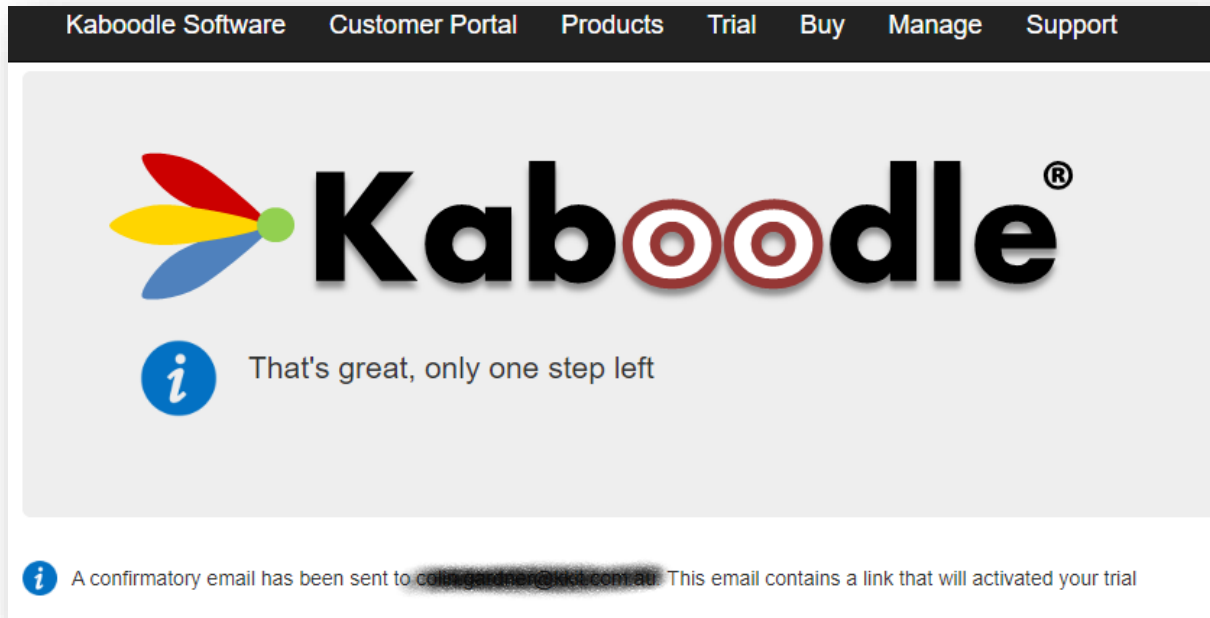 Kaboodle Software Customer Portal Products Trial Buy Manage Support
Kaboodle®
That's great, only one step left
A confirmatory email has been sent to This email contains a link that will activated your trial